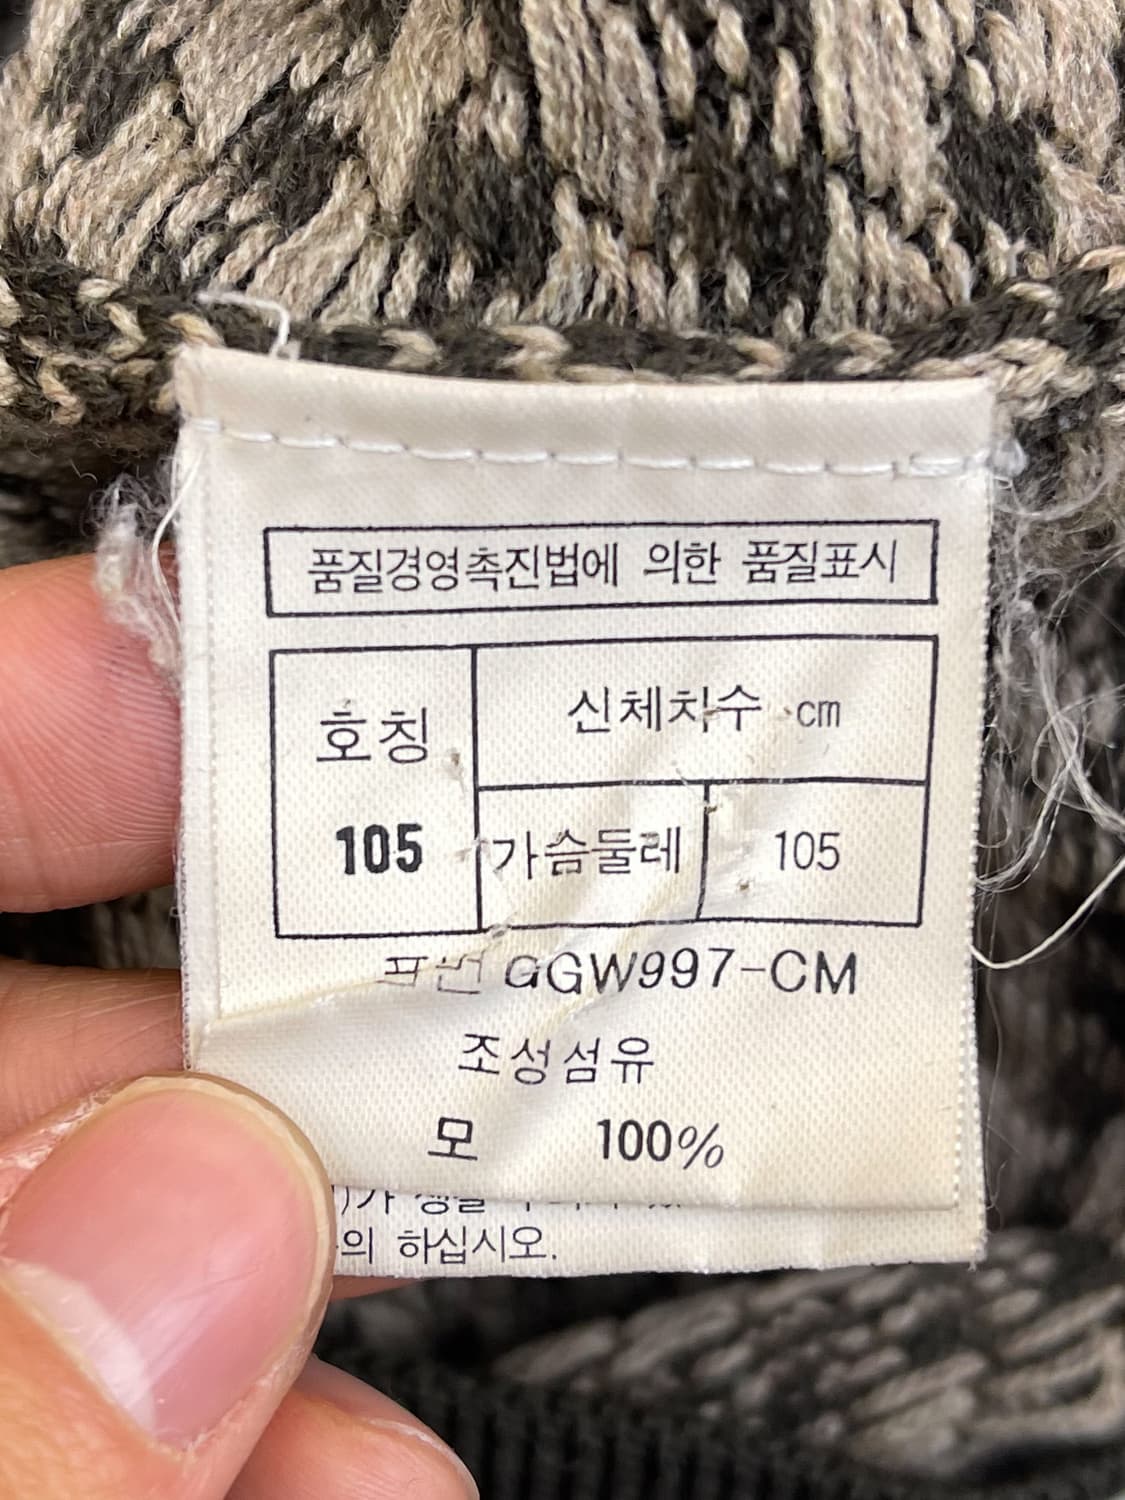 품질경영촉진법에 의한 품질표시
호칭
신체치수 cm
105
가슴둘레
105
품번 GGW997-CM
조성섬유
모 100%
하십시오.